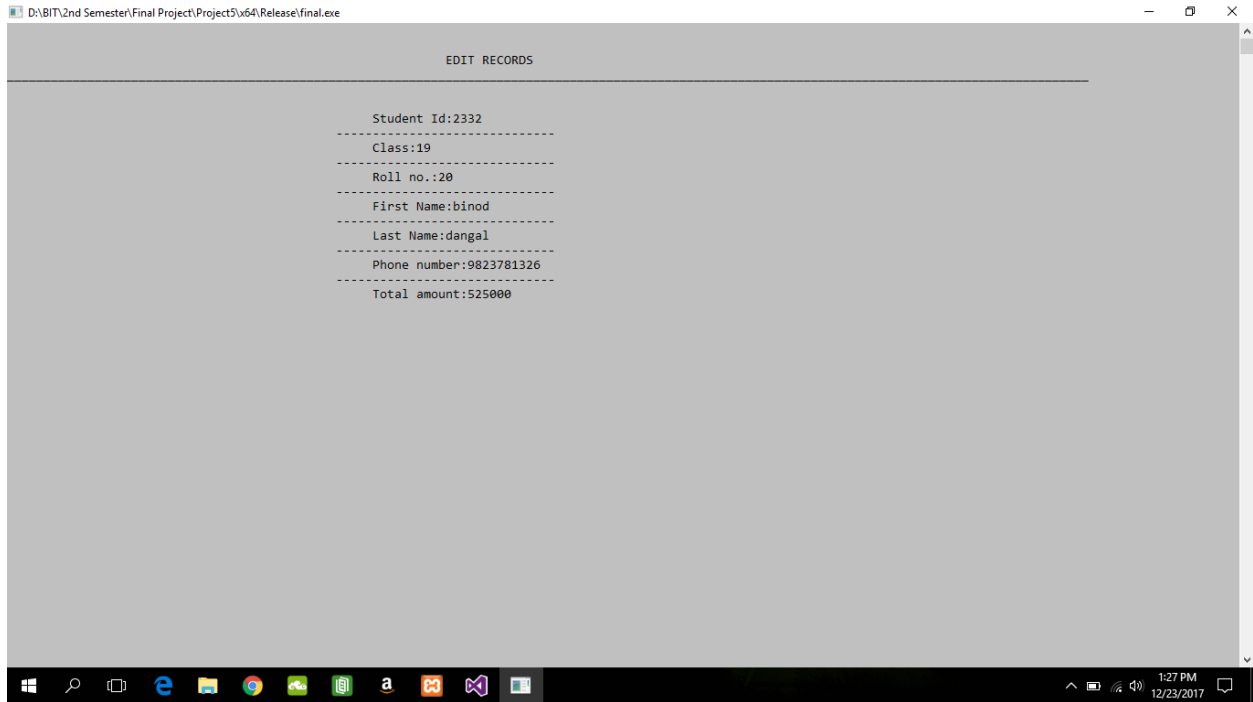 D:\BIT\2nd Semester\Final Project\Project5\x64\Release\final.exe
EDIT RECORDS
Student Id:2332
------------------------------
Class:19
------------------------------
Roll no.:20
------------------------------
First Name:binod
------------------------------
Last Name:dangal
------------------------------
Phone number:9823781326
------------------------------
Total amount:525000
a
1:27 PM
12/23/2017